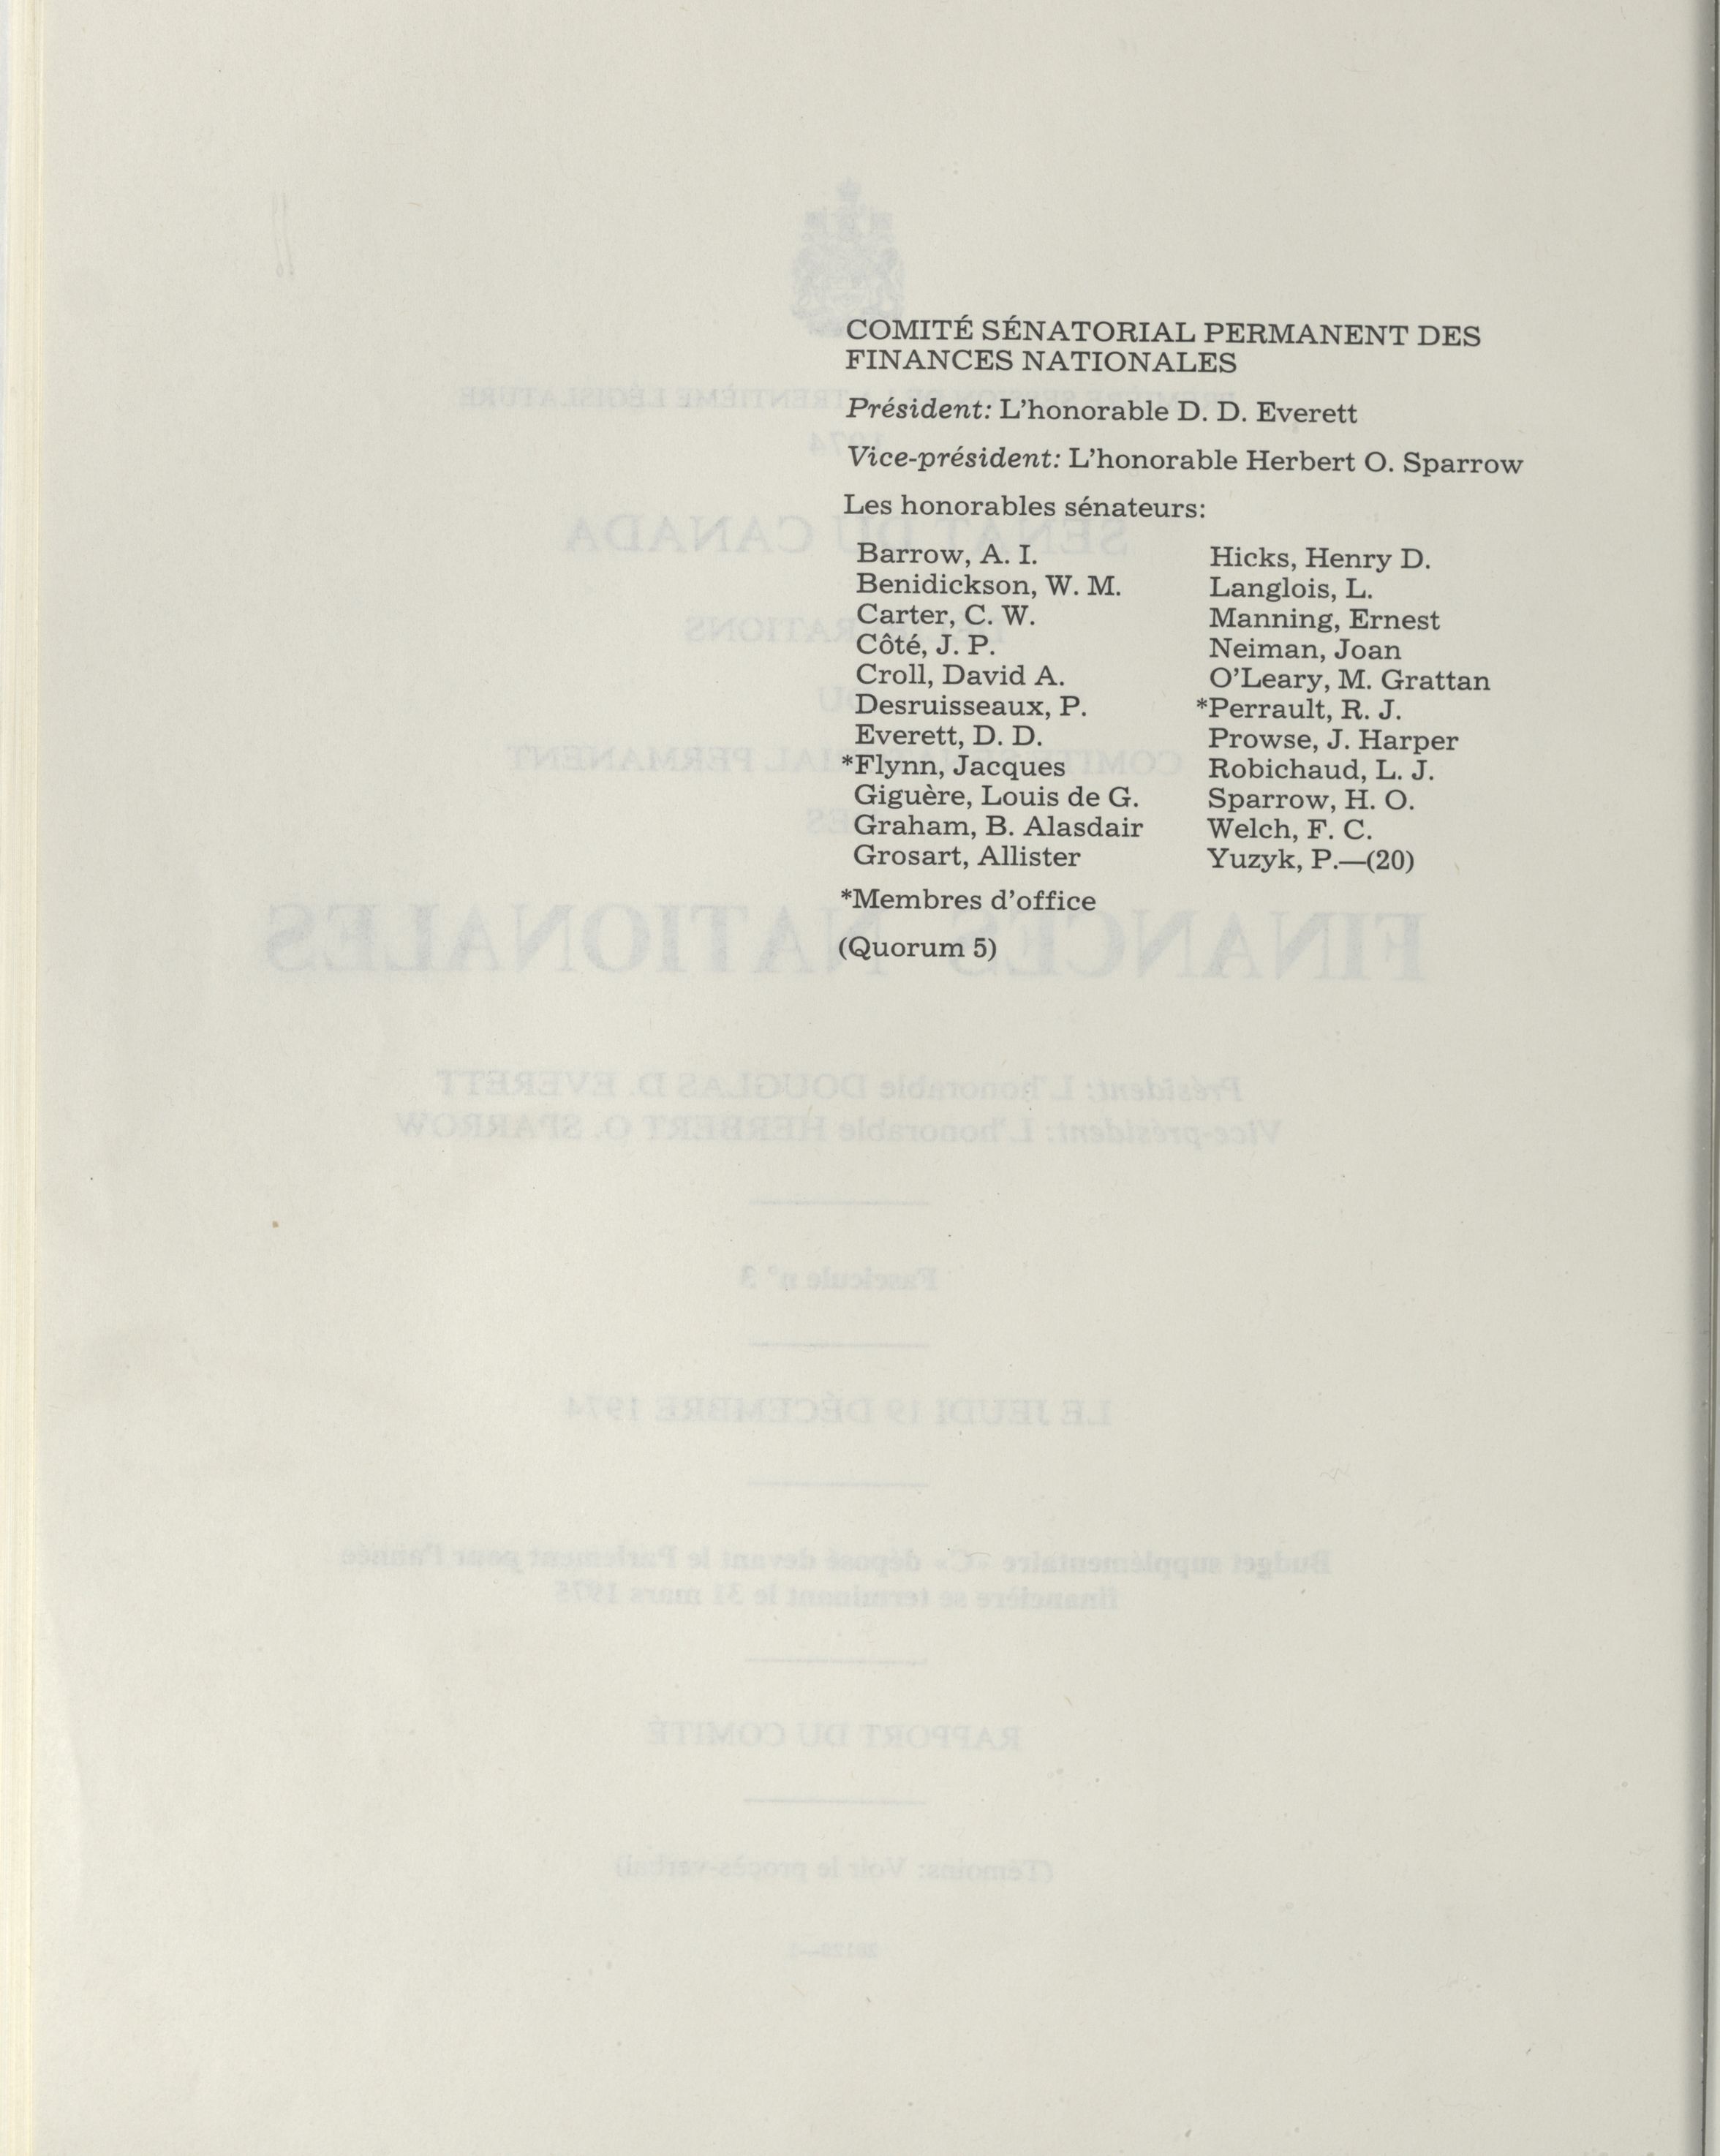 COMITÉ SÉNATORIAL PERMANENT DES
FINANCES NATIONALES
Président: L'honorable D. D. Everett
Vice-président: L'honorable Herbert O. Sparrow
Les honorables sénateurs:
Barrow, A. I.
Benidickson, W. M.
Carter, C. W.
Côté, J. P.
Croll, David A.
Desruisseaux, P.
Everett, D. D.
*Flynn, Jacques
Giguère, Louis de G.
Graham, B. Alasdair
Grosart, Allister
Hicks, Henry D.
Langlois, L.
Manning, Ernest
Neiman, Joan
O'Leary, M. Grattan
*Perrault, R. J.
Prowse, J. Harper
Robichaud, L. J.
Sparrow, H. O.
Welch, F. C.
Yuzyk, P.—(20)
*Membres d'office
(Quorum 5)